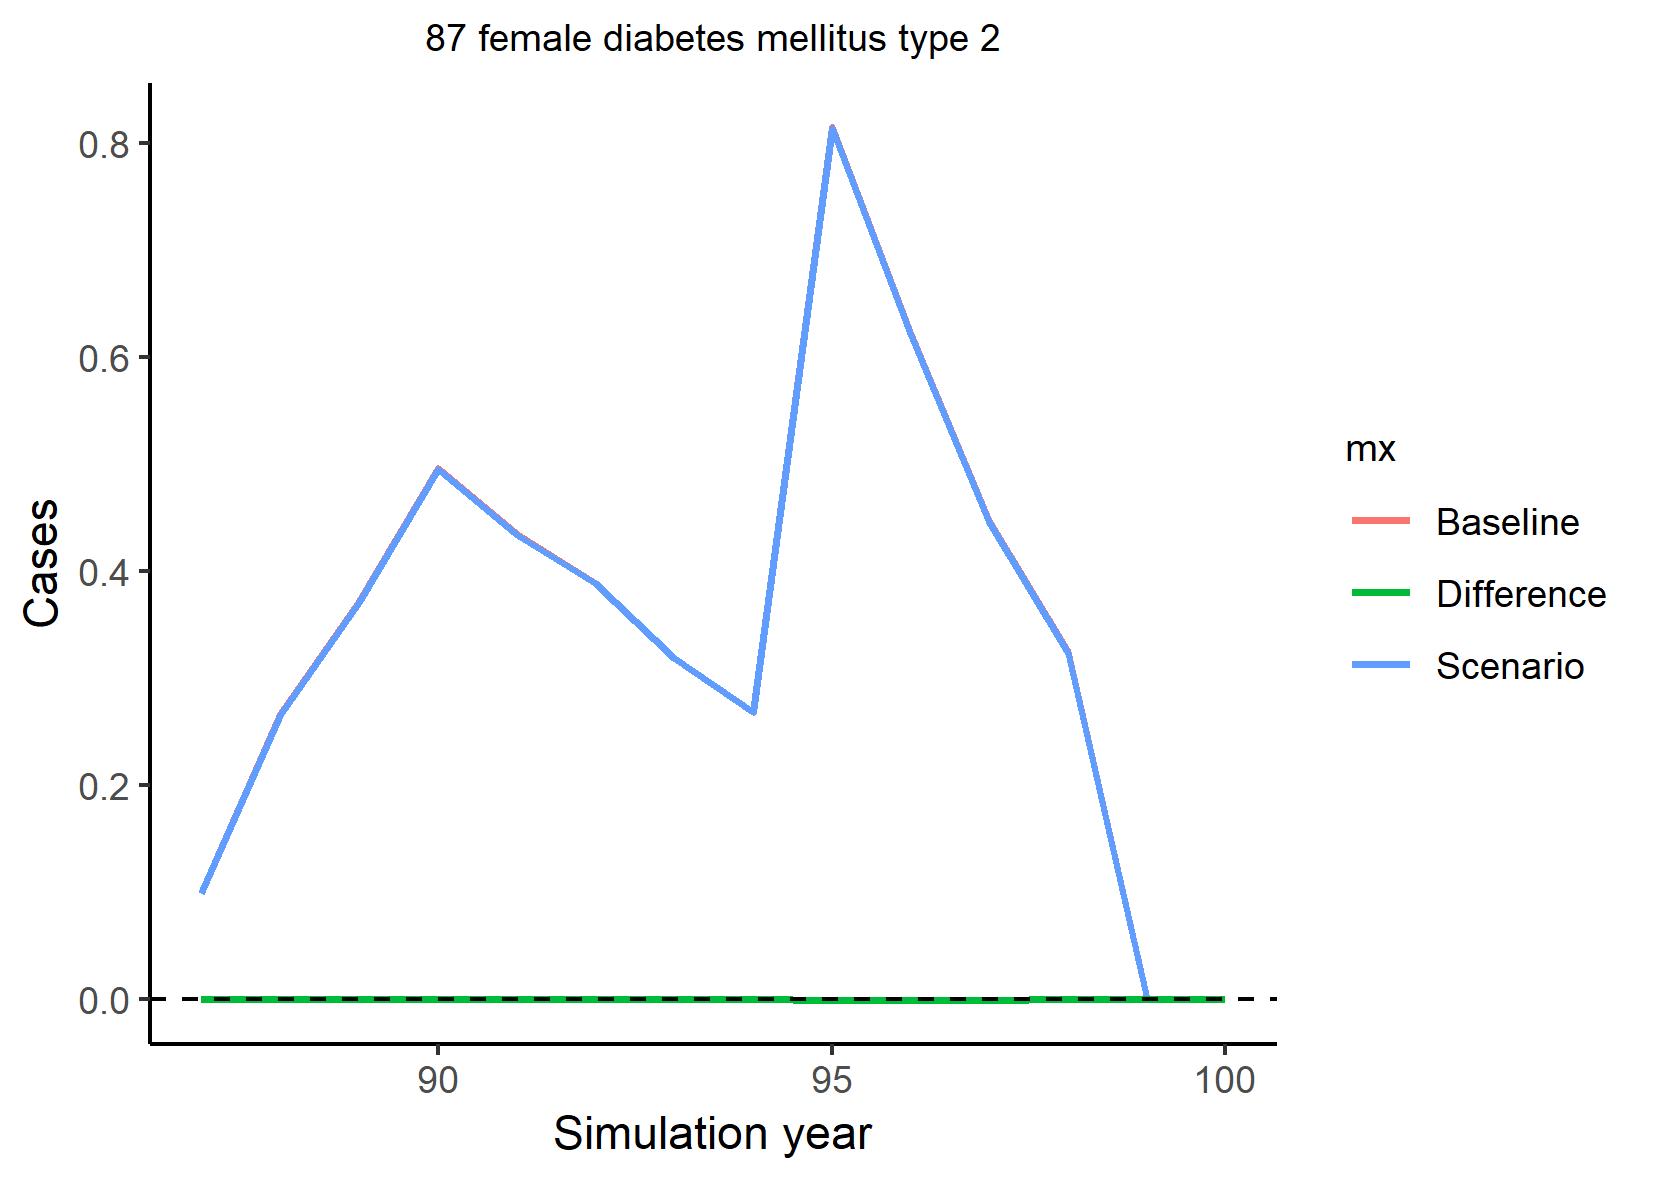 87 female diabetes mellitus type 2
0.8
0.6
0.4
0.2
0.0
Cases
90 95 100
Simulation year
mx
Baseline
Difference
Scenario